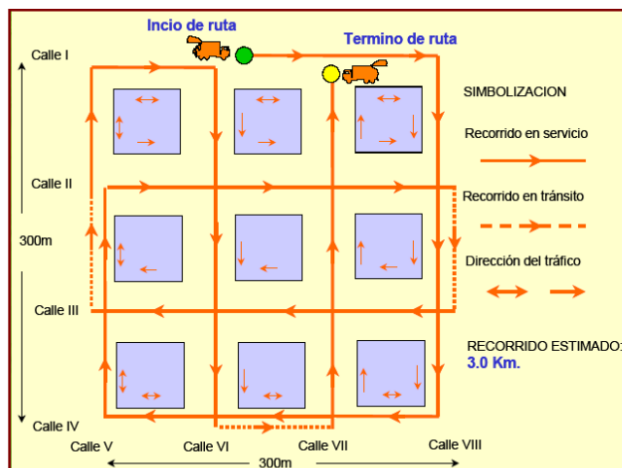 Incio de ruta
Termino de ruta
Calle I
SIMBOLIZACION
Recorrido en servicio
Calle II
Recorrido en tránsito
300m
Dirección del tráfico
Calle III
RECORRIDO ESTIMADO:
3.0 Km.
Calle IV
Calle V
Calle VI
Calle VII
Calle VIII
300m